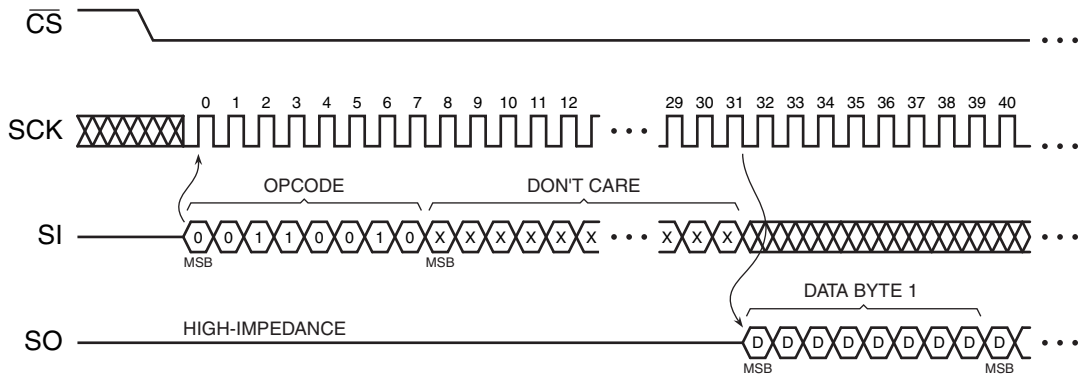 CS
0 1 2 3 4 5 6 7 8 9 10 11 12 29 30 31 32 33 34 35 36 37 38 39 40
SCK
OPCODE DON'T CARE
SI 0 0 1 1 0 0 1 0 X X X X X X X X X
MSB MSB
DATA BYTE 1
HIGH-IMPEDANCE
SO D D D D D D D D D
MSB MSB